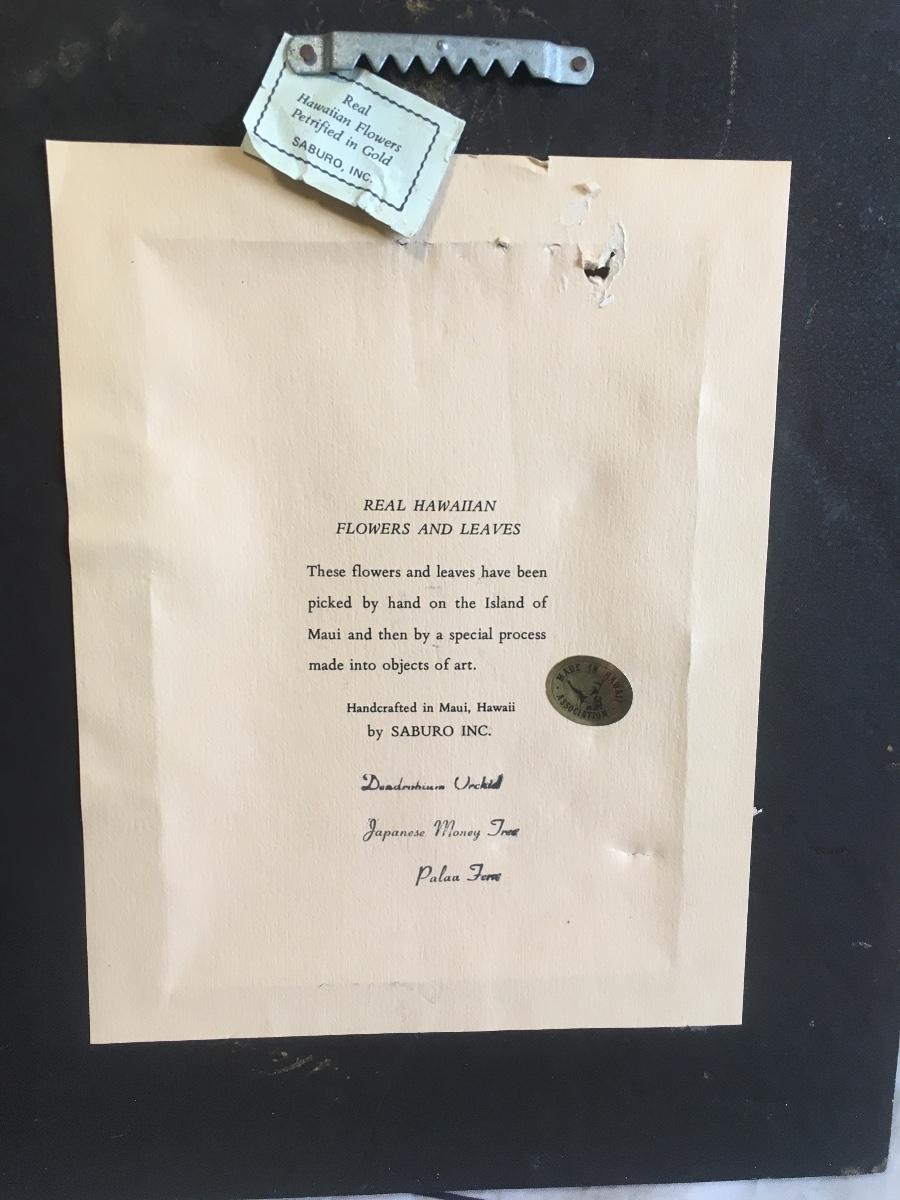 Real
Hawaiian Flowers
Petrified in Gold
SABURO, INC.
REAL HAWAIIAN
FLOWERS AND LEAVES
These flowers and leaves have been
picked by hand on the Island of
Maui and then by a special process
made into objects of art.
Handcrafted in Maui, Hawaii
by SABURO INC.
MADE IN HAWAII
ASSOCIATION
Dendrobium Orchid
Japanese Money Tree
Palaa Fern